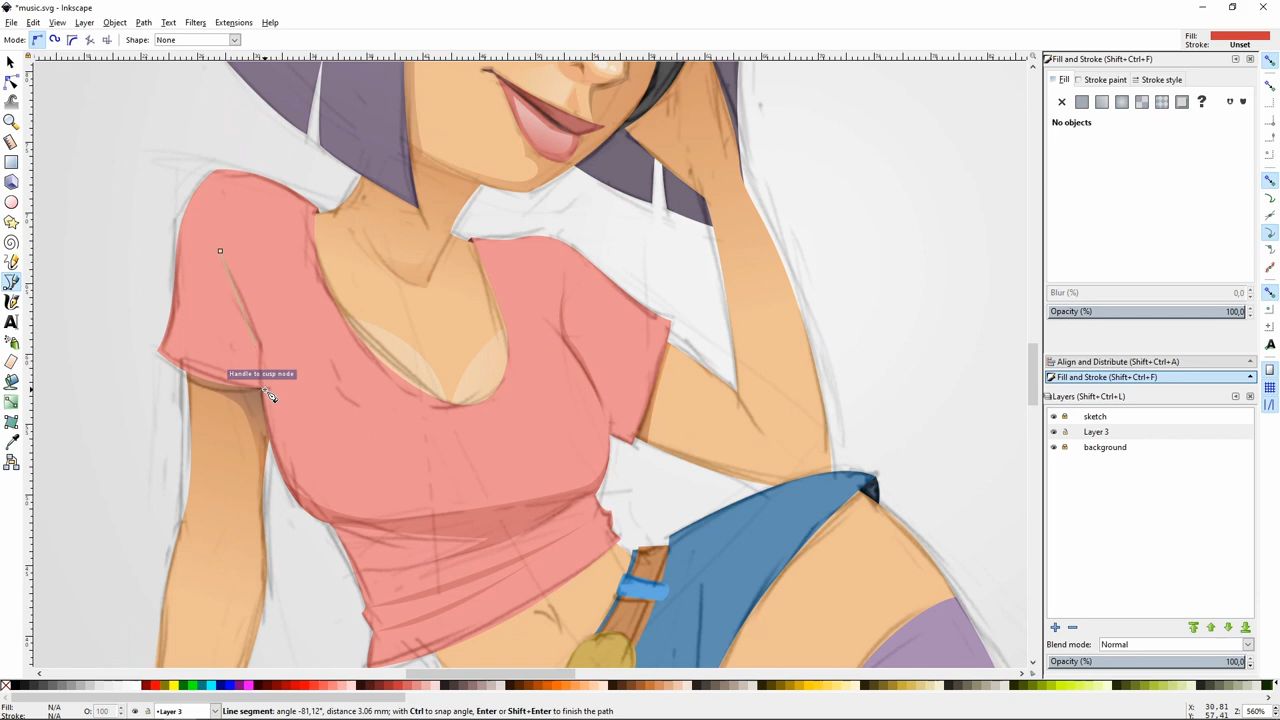 *music.svg - Inkscape
File Edit View Layer Object Path Text Filters Extensions Help
Mode: Shape: None
Fill:
Stroke: Unset
Fill and Stroke (Shift+Ctrl+F)
Fill Stroke paint Stroke style
No objects
Blur (%) 0,0
Opacity (%) 100,0
Align and Distribute (Shift+Ctrl+A)
Fill and Stroke (Shift+Ctrl+F)
Layers (Shift+Ctrl+L)
sketch
Layer 3
background
Handle to cusp node
Blend mode: Normal
Opacity (%) 100,0
Fill: N/A
Stroke: N/A
O: 100
•Layer 3
Line segment: angle -81,12°, distance 3.06 mm; with Ctrl to snap angle, Enter or Shift+Enter to finish the path
X: 30,81
Y: 57,41
Z: 560%